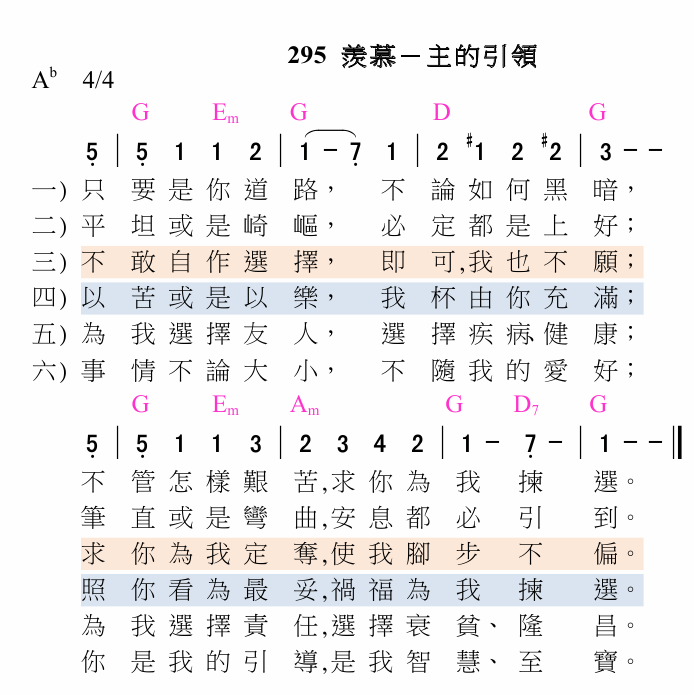 295 羨慕－主的引領
A♭ 4/4
G Em G D G
5̣ | 5̣ 1 1 2 | 1 – 7̣ 1 | 2 #1 2 #2 | 3 – –
一) 只 要 是 你 道 路， 不 論 如 何 黑 暗，
二) 平 坦 或 是 崎 嶇， 必 定 都 是 上 好；
三) 不 敢 自 作 選 擇， 即 可,我 也 不 願；
四) 以 苦 或 是 以 樂， 我 杯 由 你 充 滿；
五) 為 我 選 擇 友 人， 選 擇 疾 病、健 康；
六) 事 情 不 論 大 小， 不 隨 我 的 愛 好；
G Em Am G D7 G
5̣ | 5̣ 1 1 3 | 2 3 4 2 | 1 – 7̣ – | 1 – – ‖
不 管 怎 樣 艱 苦,求 你 為 我 揀 選。
筆 直 或 是 彎 曲,安 息 都 必 引 到。
求 你 為 我 定 奪,使 我 腳 步 不 偏。
照 你 看 為 最 妥,禍 福 為 我 揀 選。
為 我 選 擇 責 任,選 擇 衰 貧、 隆 昌。
你 是 我 的 引 導,是 我 智 慧、 至 寶。